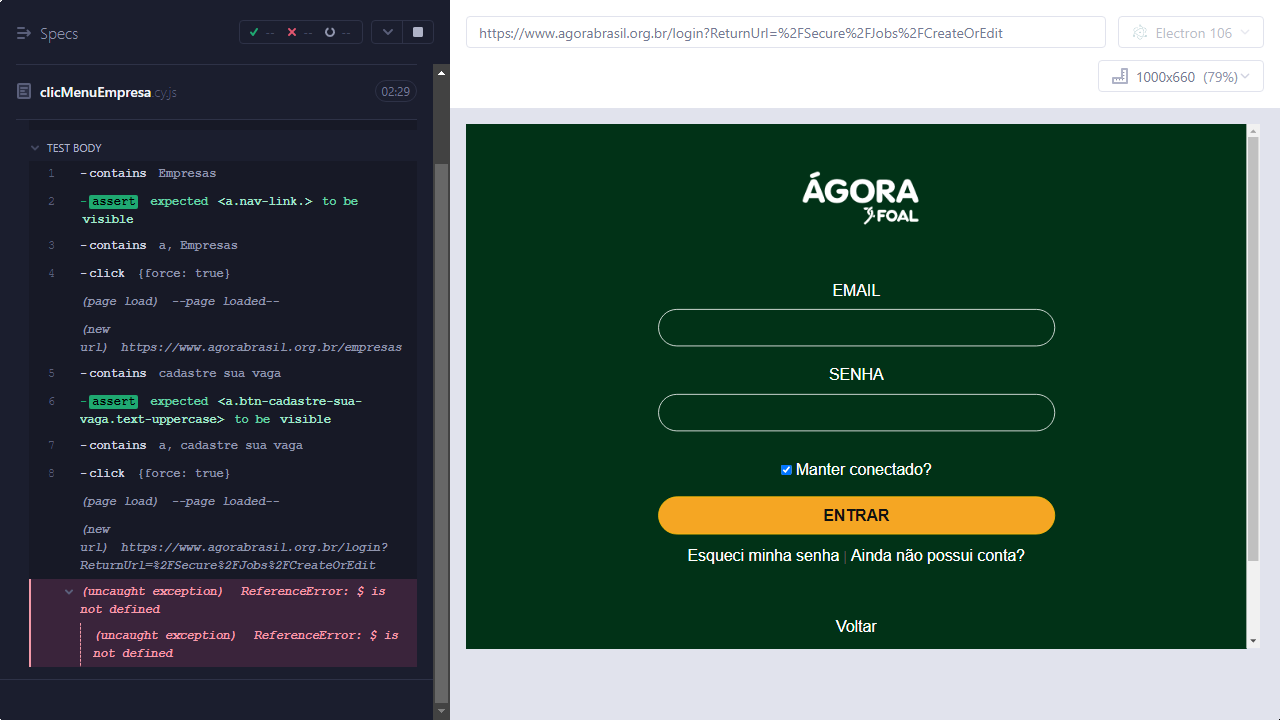 Specs
-- -- --
clicMenuEmpresa.cy.js 02:29
TEST BODY
1 -contains Empresas
2 -assert expected <a.nav-link.> to be
visible
3 -contains a, Empresas
4 -click {force: true}
(page load) --page loaded--
(new
url) https://www.agorabrasil.org.br/empresas
5 -contains cadastre sua vaga
6 -assert expected <a.btn-cadastre-sua-
vaga.text-uppercase> to be visible
7 -contains a, cadastre sua vaga
8 -click {force: true}
(page load) --page loaded--
(new
url) https://www.agorabrasil.org.br/login?
ReturnUrl=%2FSecure%2FJobs%2FCreateOrEdit
(uncaught exception) ReferenceError: $ is
not defined
(uncaught exception) ReferenceError: $ is
not defined
https://www.agorabrasil.org.br/login?ReturnUrl=%2FSecure%2FJobs%2FCreateOrEdit
Electron 106
1000x660 (79%)
ÁGORA
FOAL
EMAIL
SENHA
Manter conectado?
ENTRAR
Esqueci minha senha | Ainda não possui conta?
Voltar